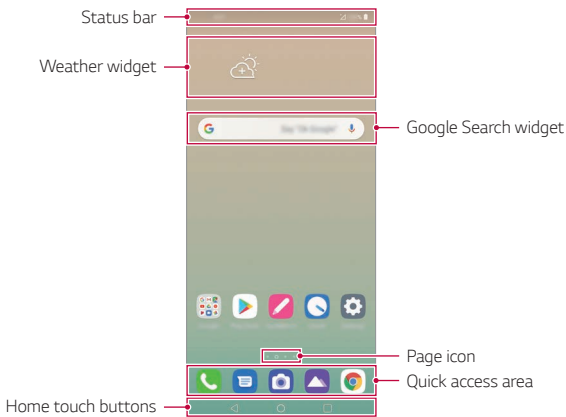 Status bar
Weather widget
Google Search widget
Page icon
Quick access area
Home touch buttons